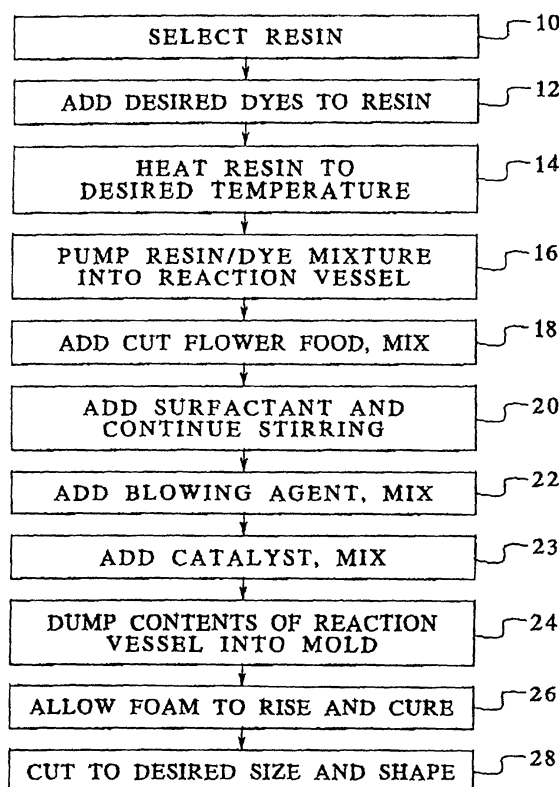 SELECT RESIN
10
ADD DESIRED DYES TO RESIN
12
HEAT RESIN TO
DESIRED TEMPERATURE
14
PUMP RESIN/DYE MIXTURE
INTO REACTION VESSEL
16
ADD CUT FLOWER FOOD, MIX
18
ADD SURFACTANT AND
CONTINUE STIRRING
20
ADD BLOWING AGENT, MIX
22
ADD CATALYST, MIX
23
DUMP CONTENTS OF REACTION
VESSEL INTO MOLD
24
ALLOW FOAM TO RISE AND CURE
26
CUT TO DESIRED SIZE AND SHAPE
28